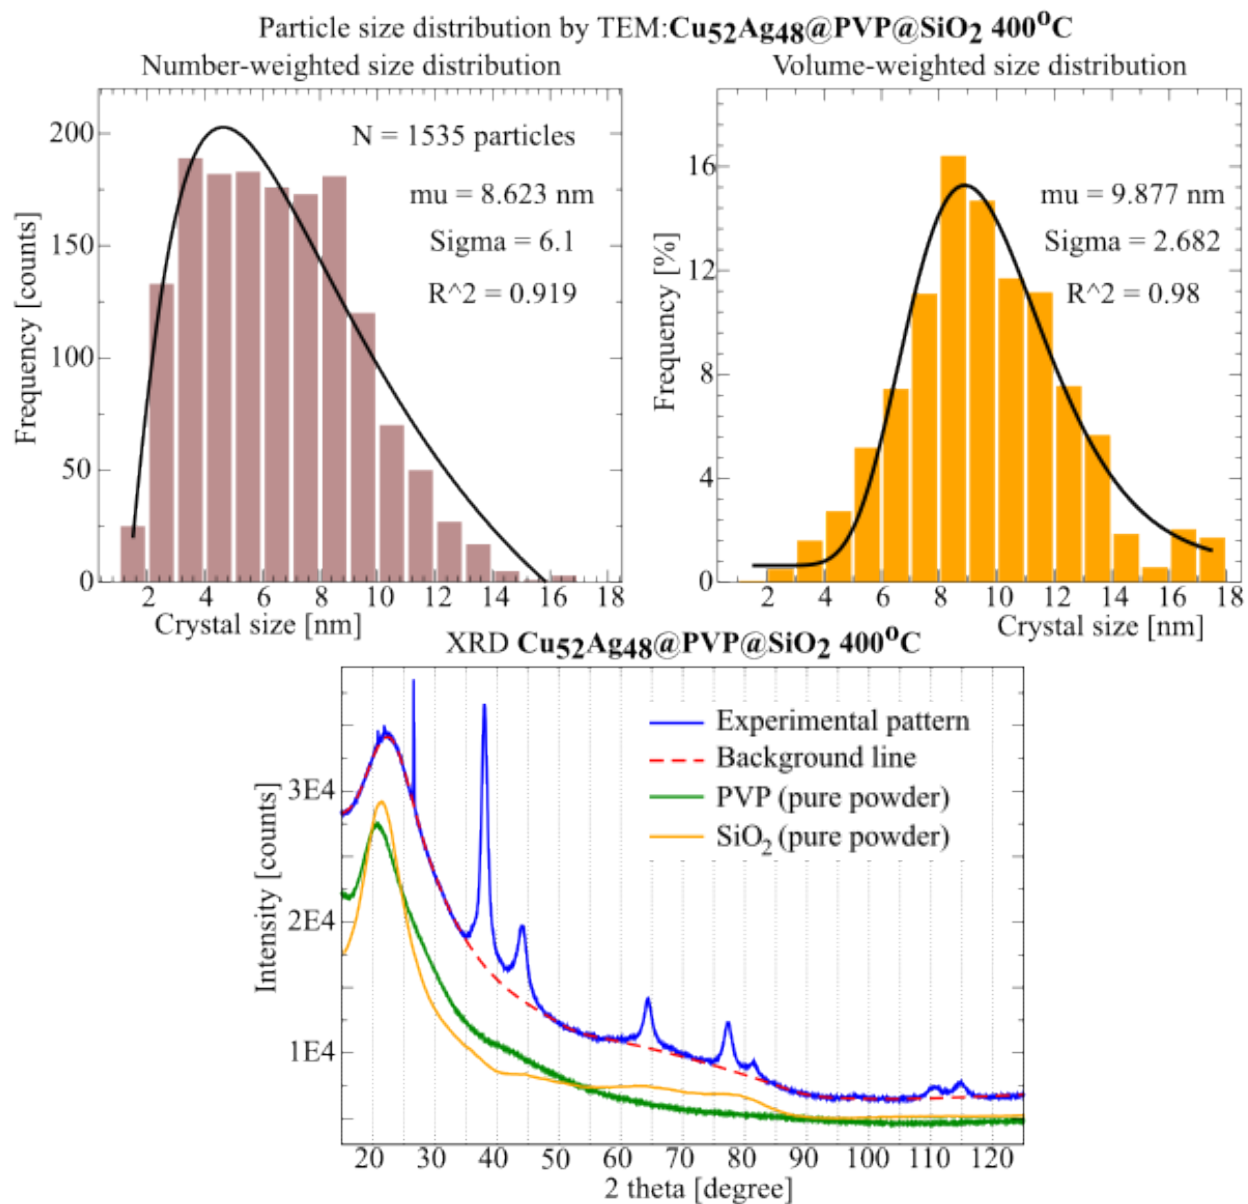 Particle size distribution by TEM:Cu52Ag48@PVP@SiO2 400oC
Number-weighted size distribution
Volume-weighted size distribution
N = 1535 particles
mu = 8.623 nm
Sigma = 6.1
R^2 = 0.919
Frequency [counts]
200
150
100
50
0
2 4 6 8 10 12 14 16 18
Crystal size [nm]
mu = 9.877 nm
Sigma = 2.682
R^2 = 0.98
Frequency [%]
16
12
8
4
0
2 4 6 8 10 12 14 16 18
Crystal size [nm]
XRD Cu52Ag48@PVP@SiO2 400oC
Experimental pattern
Background line
PVP (pure powder)
SiO2 (pure powder)
Intensity [counts]
3E4
2E4
1E4
20 30 40 50 60 70 80 90 100 110 120
2 theta [degree]